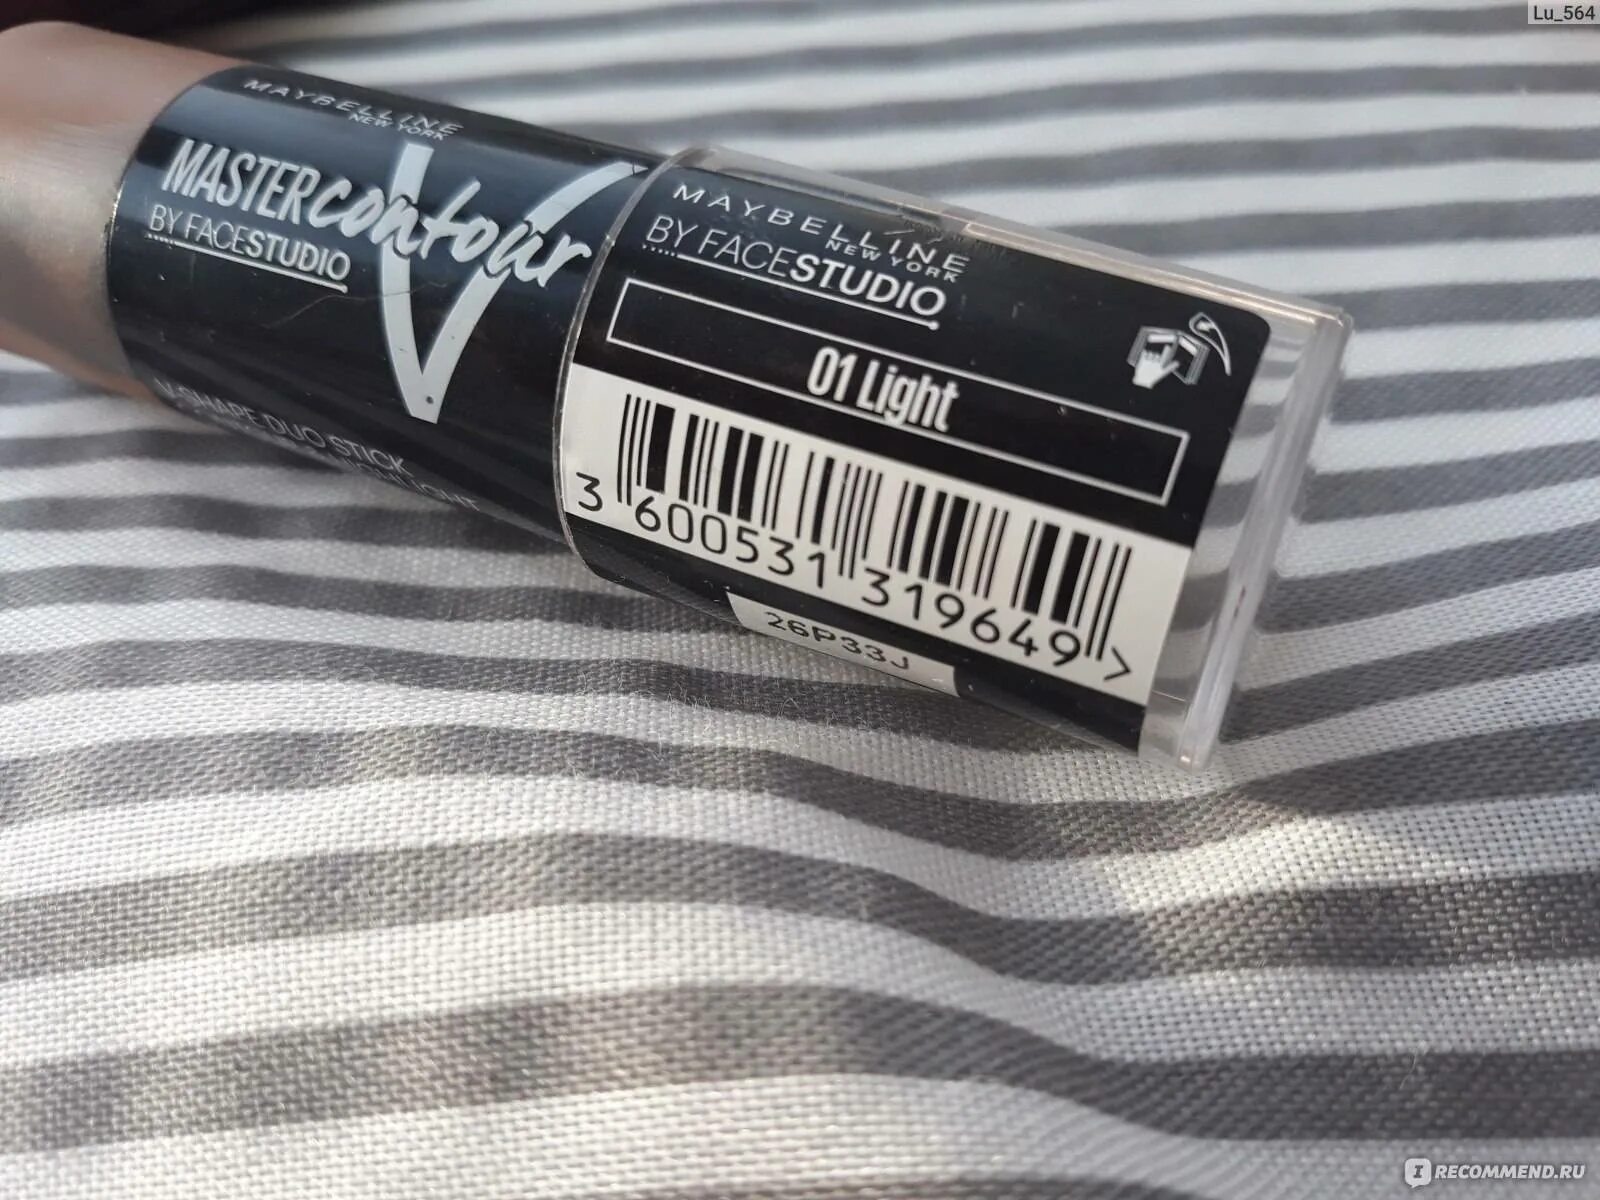 Lu_564
MAYBELLINE
NEW YORK
MASTER contour
BY FACESTUDIO
V-SHAPE DUO STICK
MAYBELLINE
NEW YORK
BY FACESTUDIO
01 Light
3 600531 319649 >
26P33J
IRECOMMEND.RU